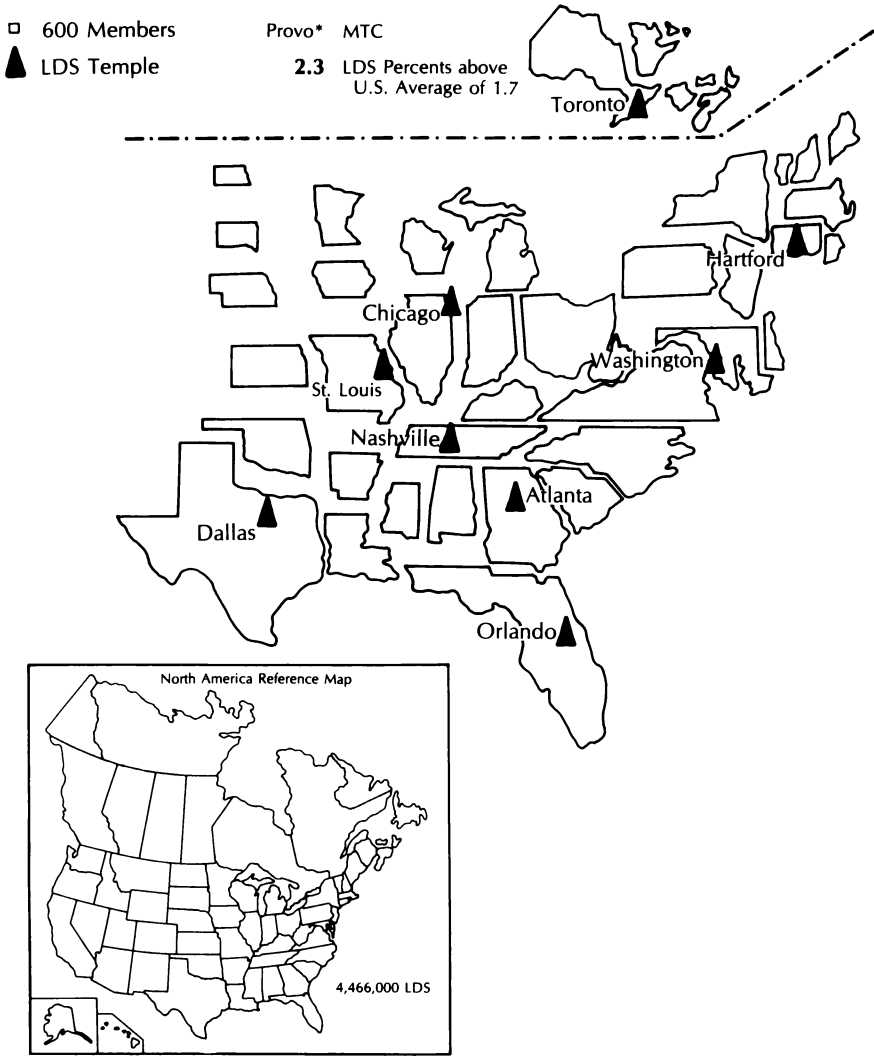 600 Members
LDS Temple
Provo* MTC
2.3 LDS Percents above
U.S. Average of 1.7
Toronto
Hartford
Chicago
Washington
St. Louis
Nashville
Atlanta
Dallas
Orlando
North America Reference Map
4,466,000 LDS